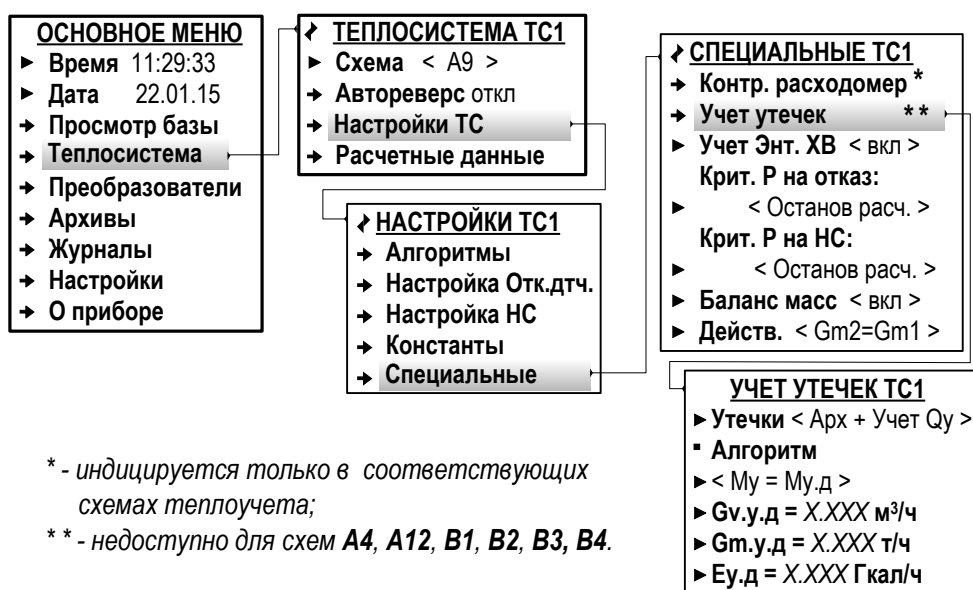 ОСНОВНОЕ МЕНЮ
Время 11:29:33
Дата 22.01.15
Просмотр базы
Теплосистема
Преобразователи
Архивы
Журналы
Настройки
О приборе
ТЕПЛОСИСТЕМА ТС1
Схема < А9 >
Автореверс откл
Настройки ТС
Расчетные данные
НАСТРОЙКИ ТС1
Алгоритмы
Настройка Отк.дтч.
Настройка НС
Константы
Специальные
СПЕЦИАЛЬНЫЕ ТС1
Контр. расходомер *
Учет утечек **
Учет Энт. ХВ < вкл >
Крит. Р на отказ:
< Останов расч. >
Крит. Р на НС:
< Останов расч. >
Баланс масс < вкл >
Действ. < Gm2=Gm1 >
УЧЕТ УТЕЧЕК ТС1
Утечки < Арх + Учет Qу >
Алгоритм
< Му = Му.д >
Gv.у.д = X.XXX м³/ч
Gm.у.д = X.XXX т/ч
Еу.д = X.XXX Гкал/ч
* - индицируется только в соответствующих
схемах теплоучета;
* * - недоступно для схем А4, А12, В1, В2, В3, В4.